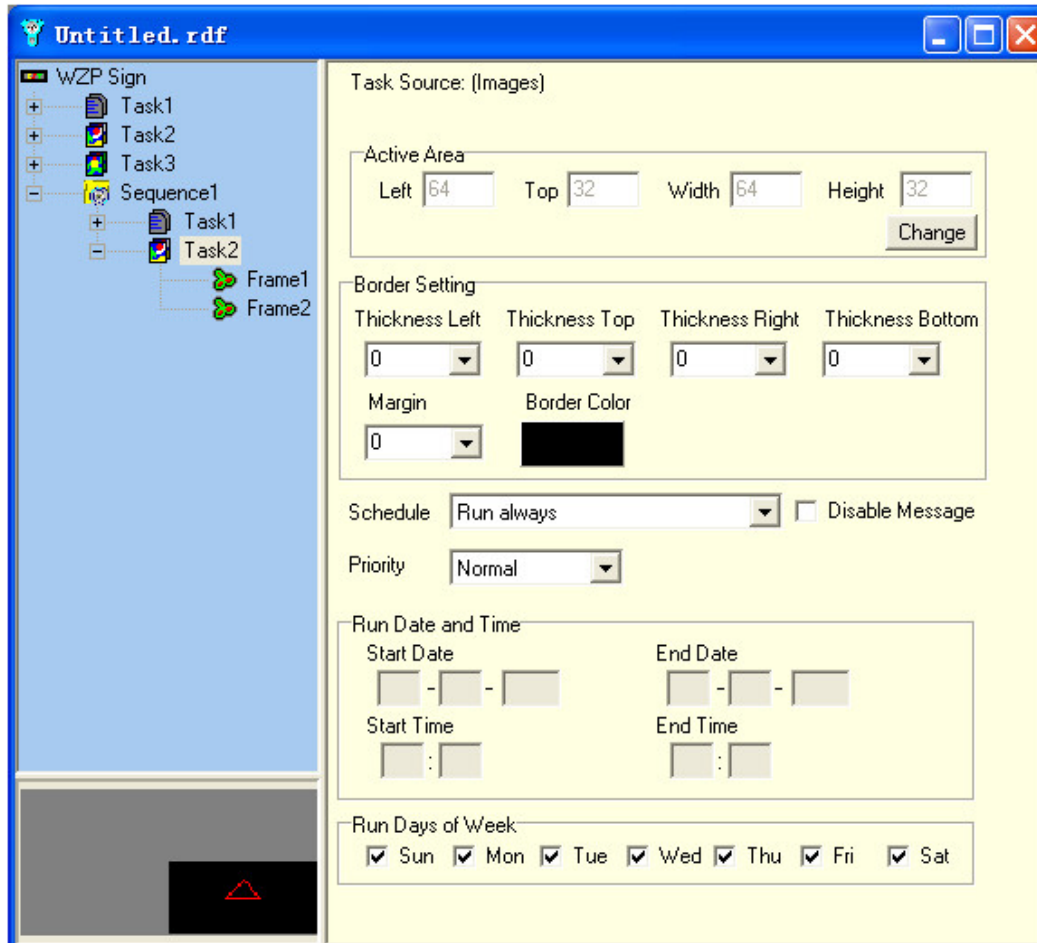 Untitled.rdf
WZP Sign
Task1
Task2
Task3
Sequence1
Task1
Task2
Frame1
Frame2
Task Source: (Images)
Active Area
Left 64 Top 32 Width 64 Height 32
Change
Border Setting
Thickness Left Thickness Top Thickness Right Thickness Bottom
0 0 0 0
Margin Border Color
0
Schedule Run always Disable Message
Priority Normal
Run Date and Time
Start Date End Date
- - - -
Start Time End Time
: :
Run Days of Week
Sun Mon Tue Wed Thu Fri Sat